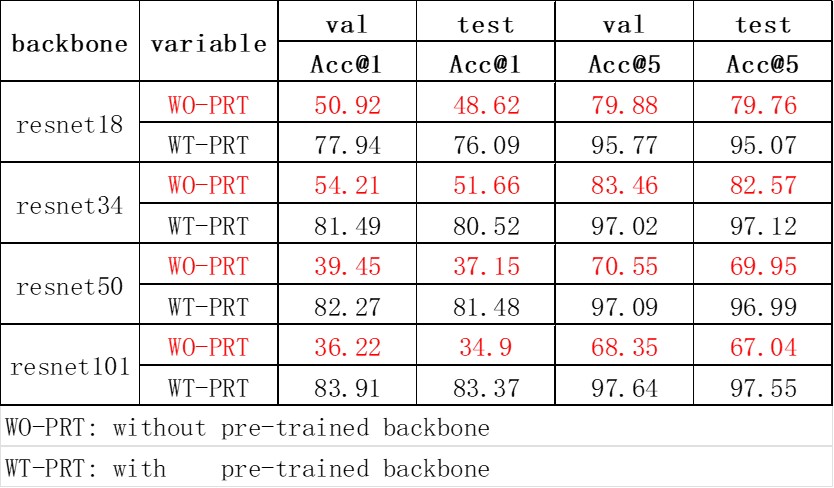 backbone variable val test val test
Acc@1 Acc@1 Acc@5 Acc@5
resnet18 WO-PRT 50.92 48.62 79.88 79.76
WT-PRT 77.94 76.09 95.77 95.07
resnet34 WO-PRT 54.21 51.66 83.46 82.57
WT-PRT 81.49 80.52 97.02 97.12
resnet50 WO-PRT 39.45 37.15 70.55 69.95
WT-PRT 82.27 81.48 97.09 96.99
resnet101 WO-PRT 36.22 34.9 68.35 67.04
WT-PRT 83.91 83.37 97.64 97.55
WO-PRT: without pre-trained backbone
WT-PRT: with pre-trained backbone